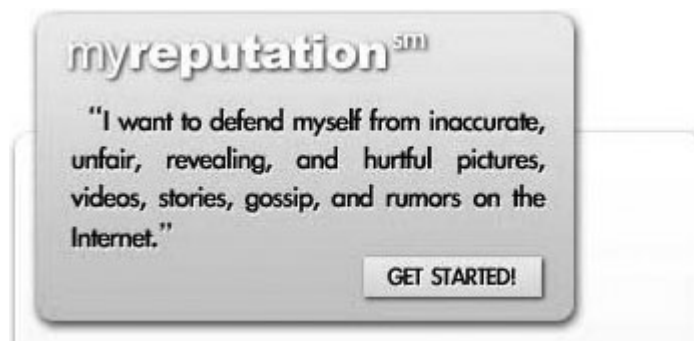 myreputation℠
“I want to defend myself from inaccurate,
unfair, revealing, and hurtful pictures,
videos, stories, gossip, and rumors on the
Internet.”
GET STARTED!